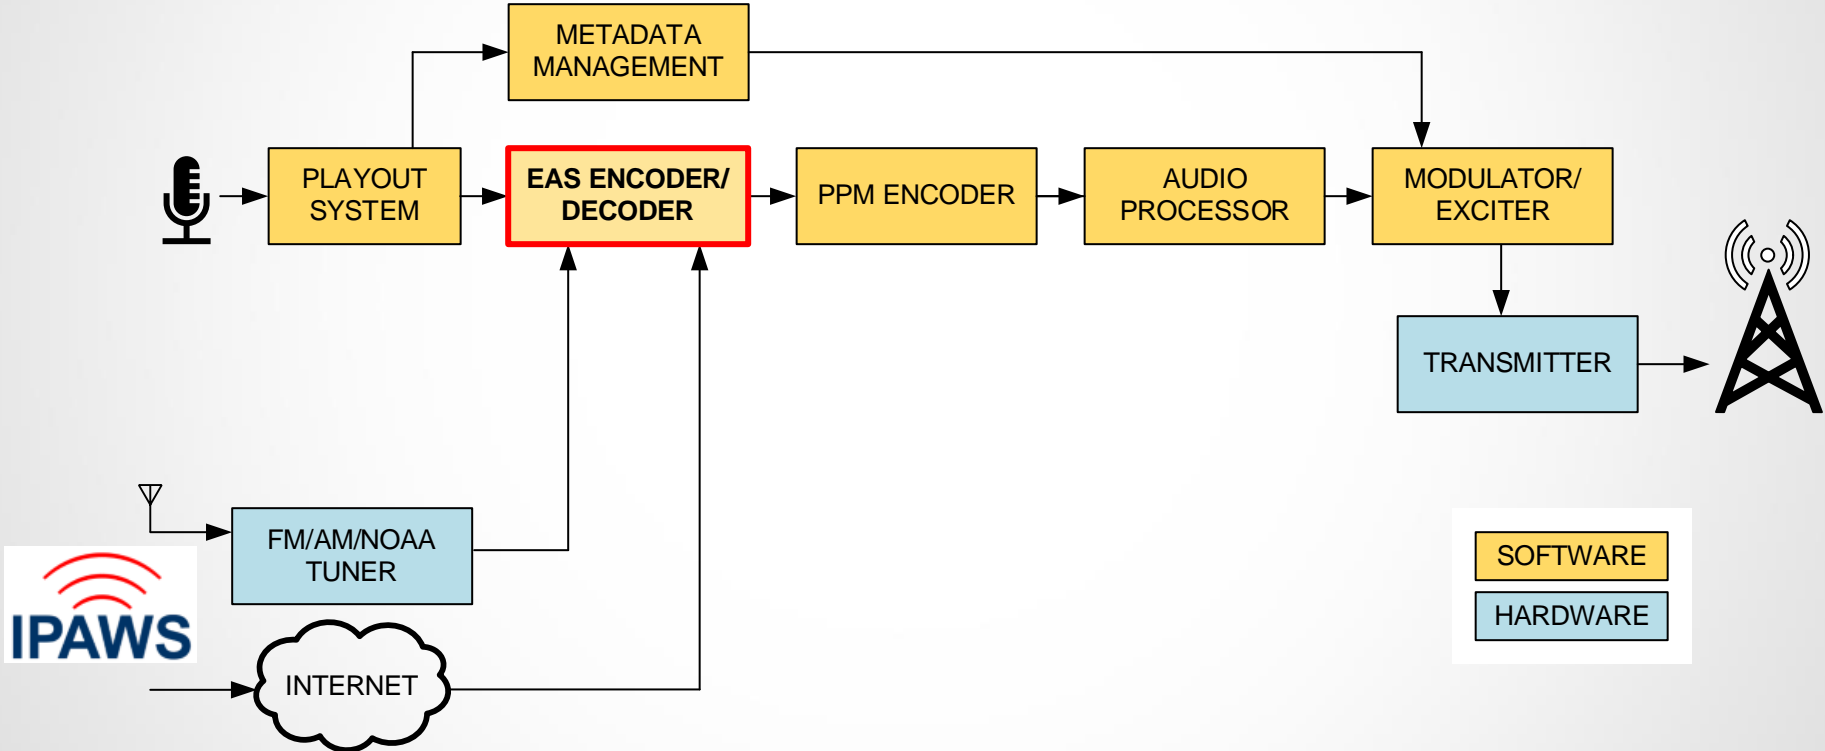 METADATA
MANAGEMENT
PLAYOUT
SYSTEM
EAS ENCODER/
DECODER
PPM ENCODER
AUDIO
PROCESSOR
MODULATOR/
EXCITER
TRANSMITTER
FM/AM/NOAA
TUNER
IPAWS
INTERNET
SOFTWARE
HARDWARE